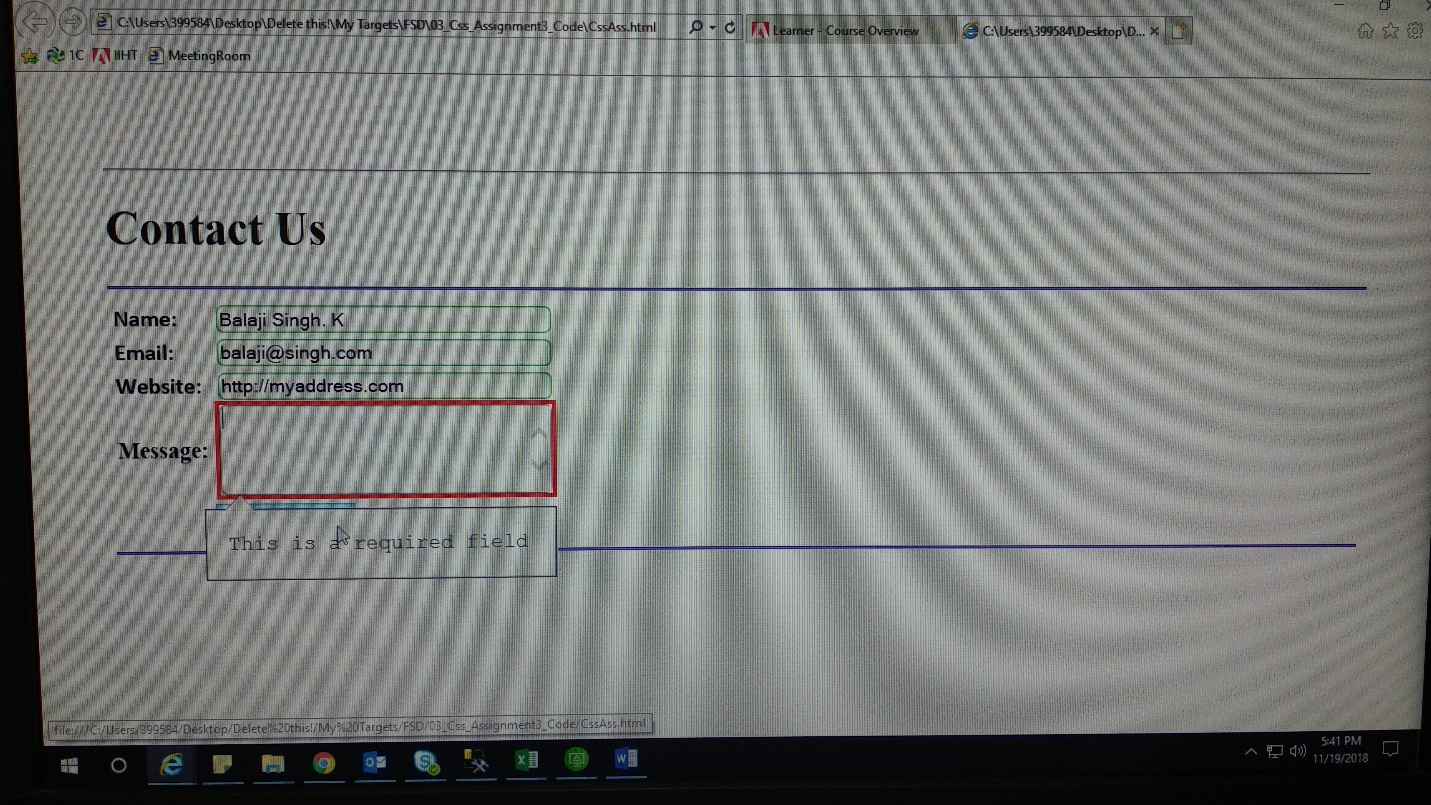 C:\Users\399584\Desktop\Delete this!\My Targets\FSD\03_Css_Assignment3_Code\CssAss.html
Learner - Course Overview
C:\Users\399584\Desktop\D...
1C IIHT MeetingRoom
Contact Us
Name: Balaji Singh. K
Email: balaji@singh.com
Website: http://myaddress.com
Message:
This is a required field
file:///C:/Users/399584/Desktop/Delete%20this!/My%20Targets/FSD/03_Css_Assignment3_Code/CssAss.html
5:41 PM
11/19/2018